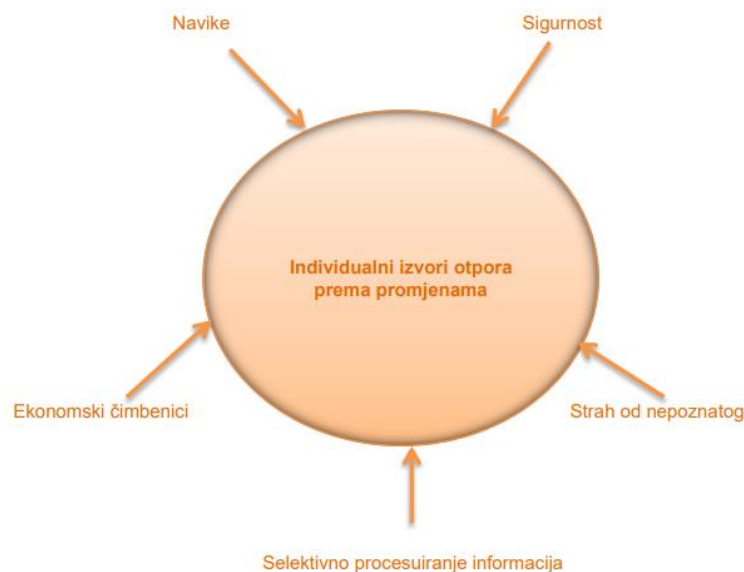 Navike
Sigurnost
Individualni izvori otpora
prema promjenama
Ekonomski čimbenici
Strah od nepoznatog
Selektivno procesuiranje informacija